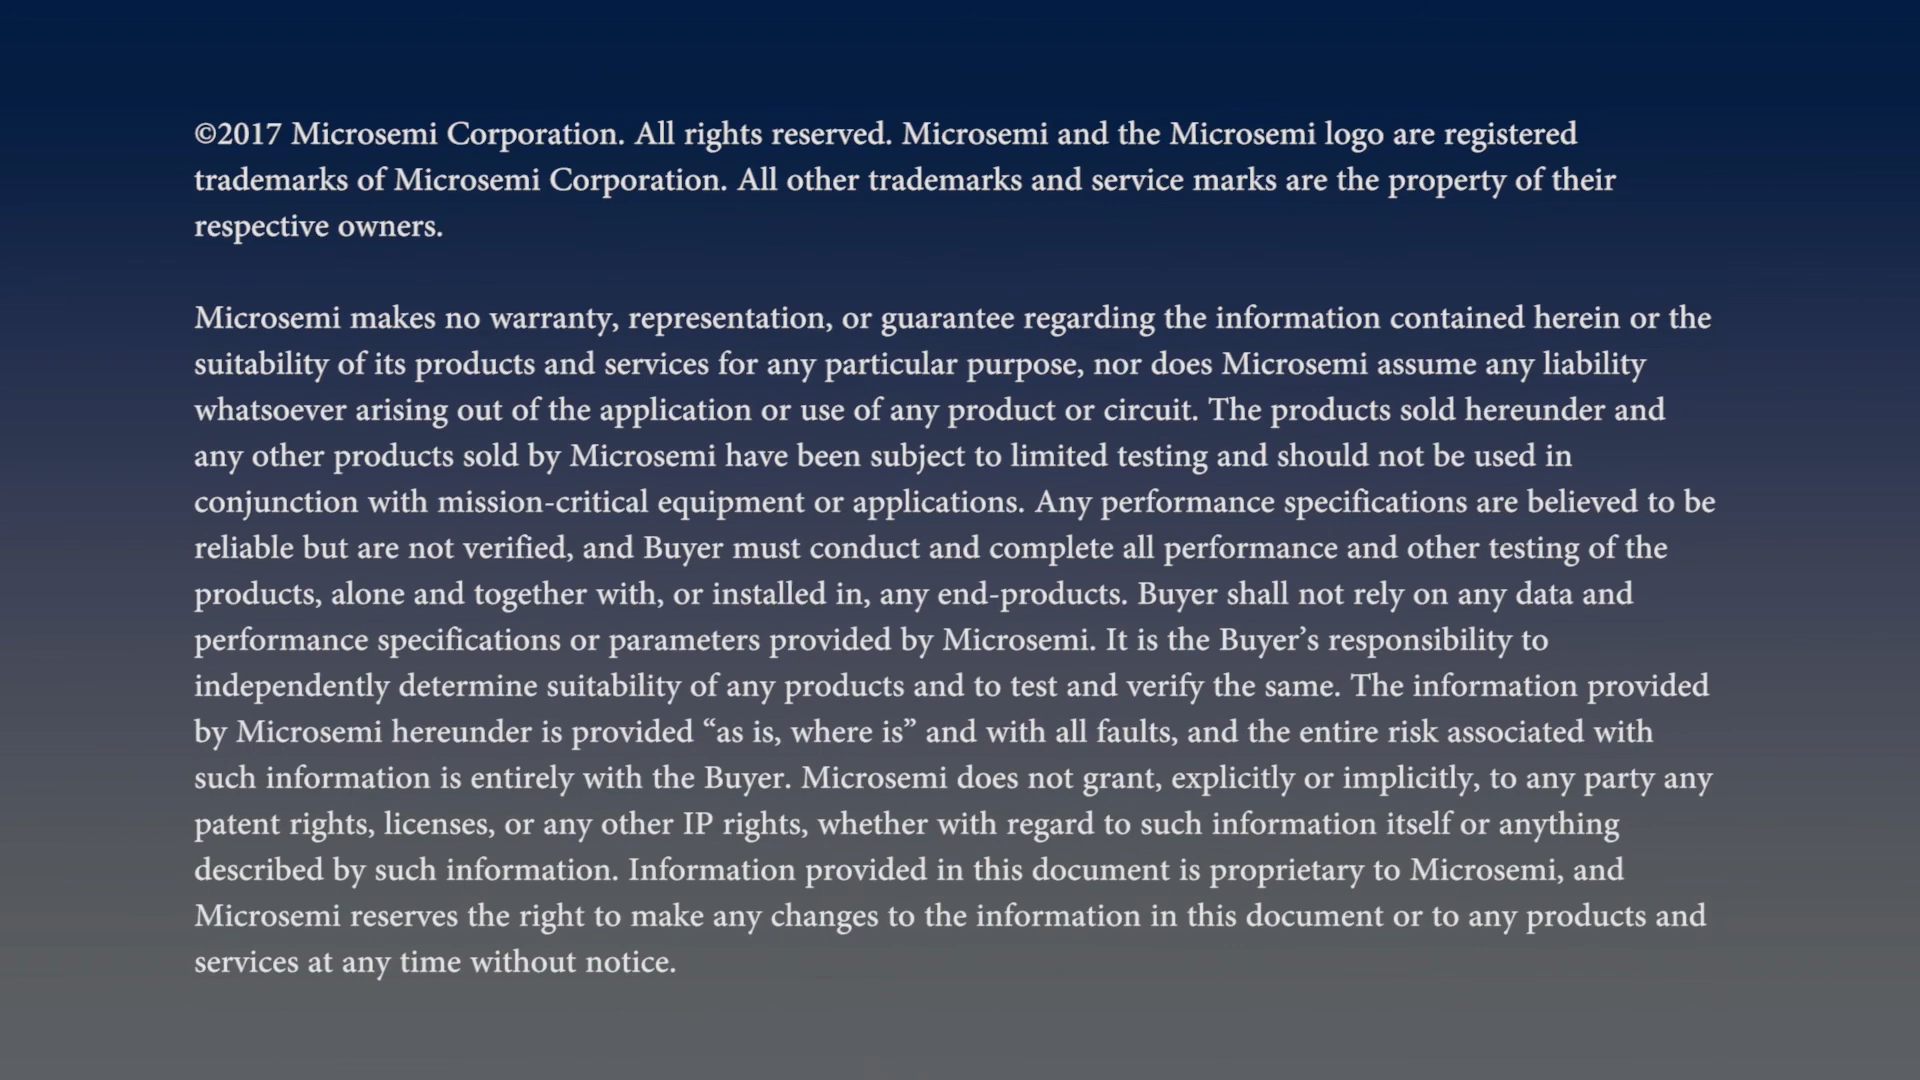 ©2017 Microsemi Corporation. All rights reserved. Microsemi and the Microsemi logo are registered
trademarks of Microsemi Corporation. All other trademarks and service marks are the property of their
respective owners.
Microsemi makes no warranty, representation, or guarantee regarding the information contained herein or the
suitability of its products and services for any particular purpose, nor does Microsemi assume any liability
whatsoever arising out of the application or use of any product or circuit. The products sold hereunder and
any other products sold by Microsemi have been subject to limited testing and should not be used in
conjunction with mission-critical equipment or applications. Any performance specifications are believed to be
reliable but are not verified, and Buyer must conduct and complete all performance and other testing of the
products, alone and together with, or installed in, any end-products. Buyer shall not rely on any data and
performance specifications or parameters provided by Microsemi. It is the Buyer’s responsibility to
independently determine suitability of any products and to test and verify the same. The information provided
by Microsemi hereunder is provided “as is, where is” and with all faults, and the entire risk associated with
such information is entirely with the Buyer. Microsemi does not grant, explicitly or implicitly, to any party any
patent rights, licenses, or any other IP rights, whether with regard to such information itself or anything
described by such information. Information provided in this document is proprietary to Microsemi, and
Microsemi reserves the right to make any changes to the information in this document or to any products and
services at any time without notice.